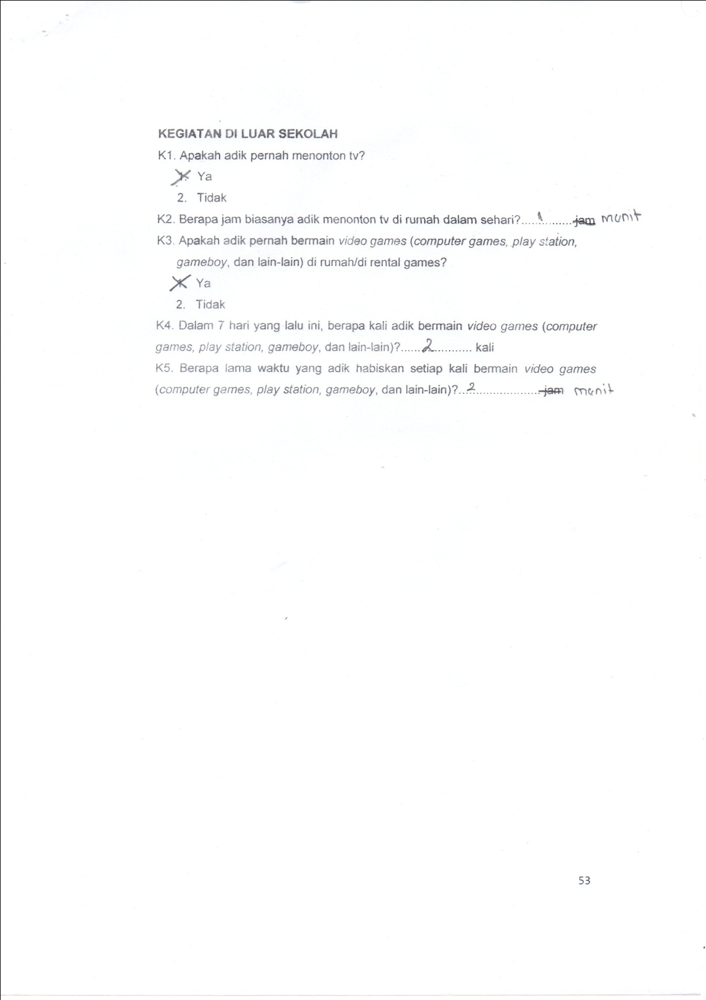 KEGIATAN DI LUAR SEKOLAH
K1. Apakah adik pernah menonton tv?
1. Ya
2. Tidak
K2. Berapa jam biasanya adik menonton tv di rumah dalam sehari?.....1.........jam menit
K3. Apakah adik pernah bermain video games (computer games, play station,
gameboy, dan lain-lain) di rumah/di rental games?
Ya
2. Tidak
K4. Dalam 7 hari yang lalu ini, berapa kali adik bermain video games (computer
games, play station, gameboy, dan lain-lain)?......2........... kali
K5. Berapa lama waktu yang adik habiskan setiap kali bermain video games
(computer games, play station, gameboy, dan lain-lain)?..2......................jam menit
53